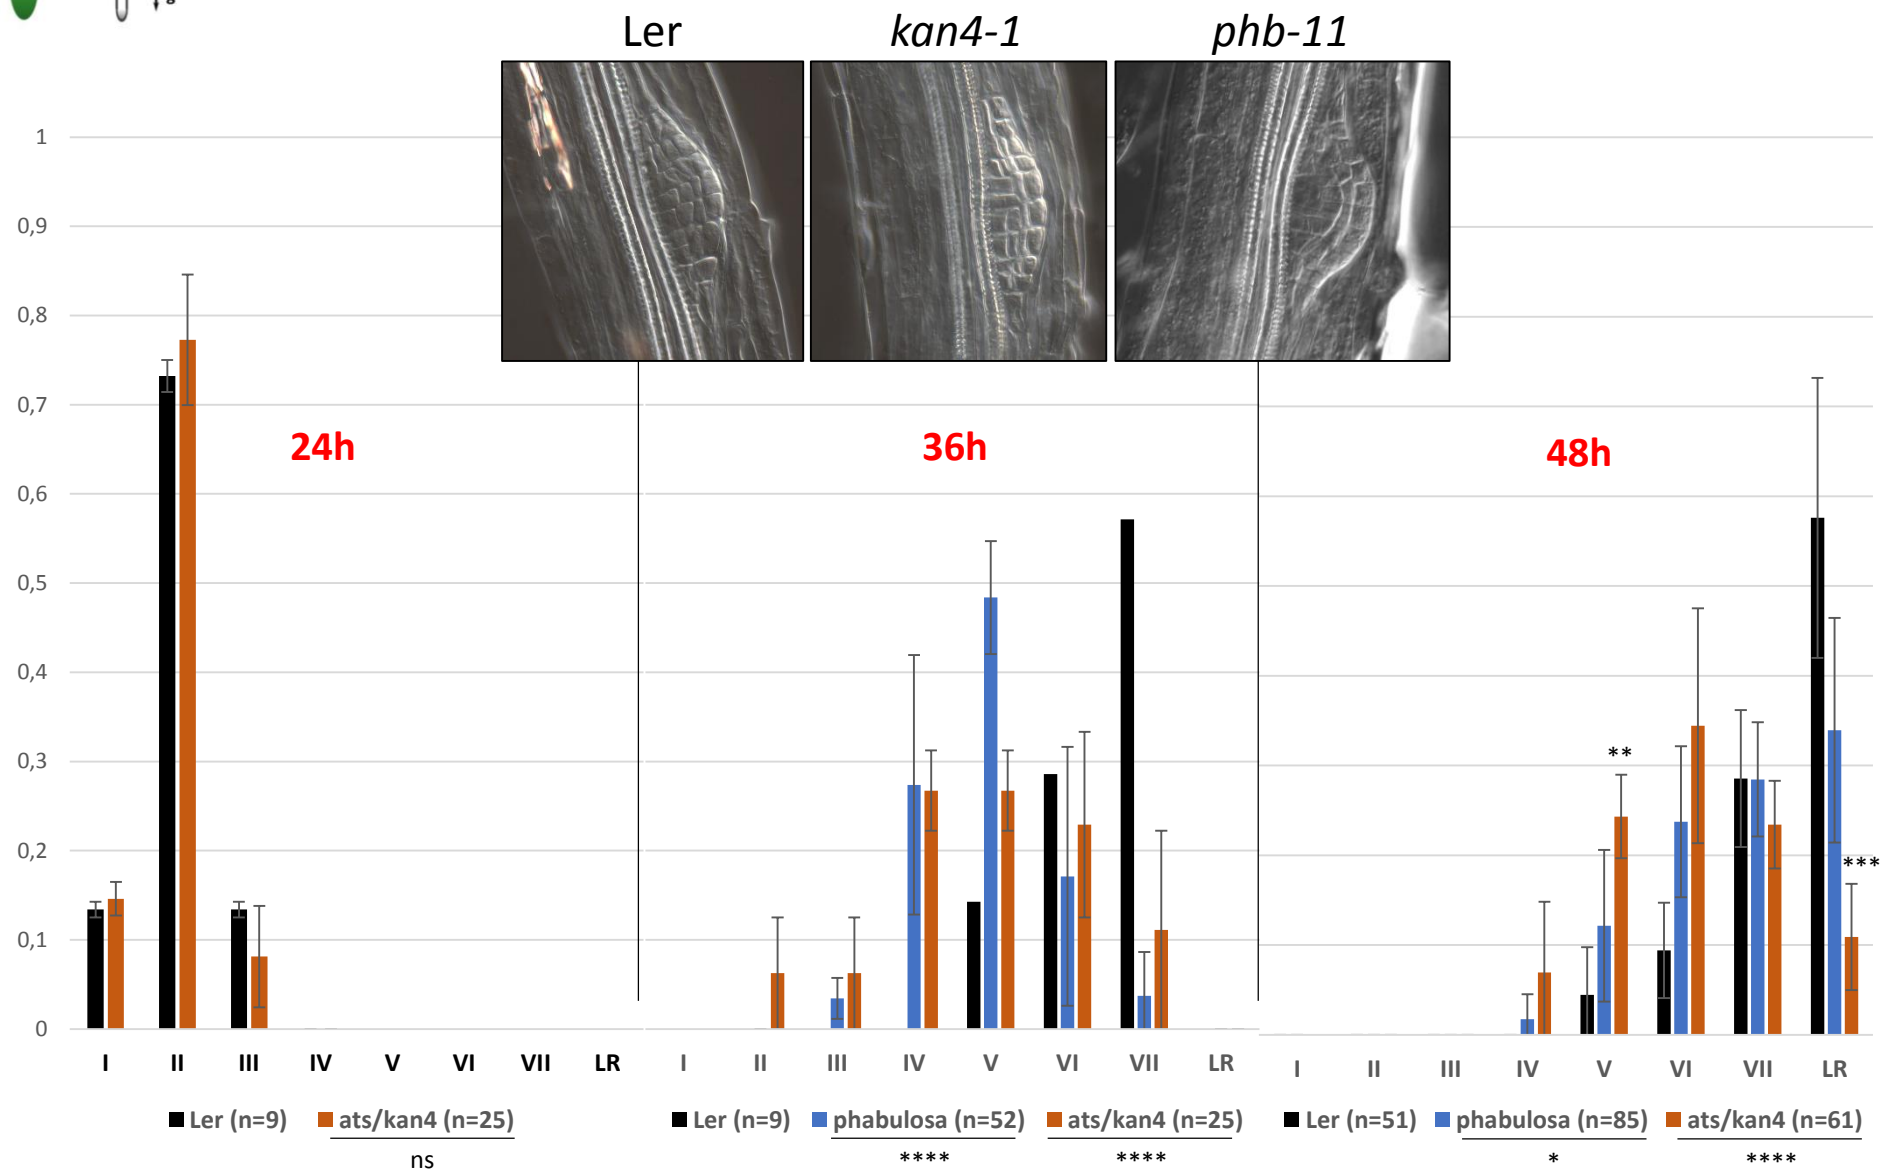 g
Ler kan4-1 phb-11
1
0,9
0,8
0,7
0,6
0,5
0,4
0,3
0,2
0,1
0
24h 36h 48h
**
***
I II III IV V VI VII LR I II III IV V VI VII LR I II III IV V VI VII LR
Ler (n=9) ats/kan4 (n=25) Ler (n=9) phabulosa (n=52) ats/kan4 (n=25) Ler (n=51) phabulosa (n=85) ats/kan4 (n=61)
ns **** **** * ****